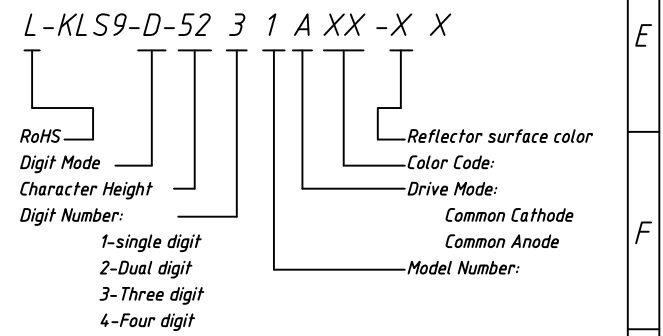 L-KLS9-D-52 3 1 A XX -X X
E
RoHS
Reflector surface color
Digit Mode
Color Code:
Character Height
Drive Mode:
Digit Number:
Common Cathode
1-single digit
Common Anode
F
2-Dual digit
Model Number:
3-Three digit
4-Four digit